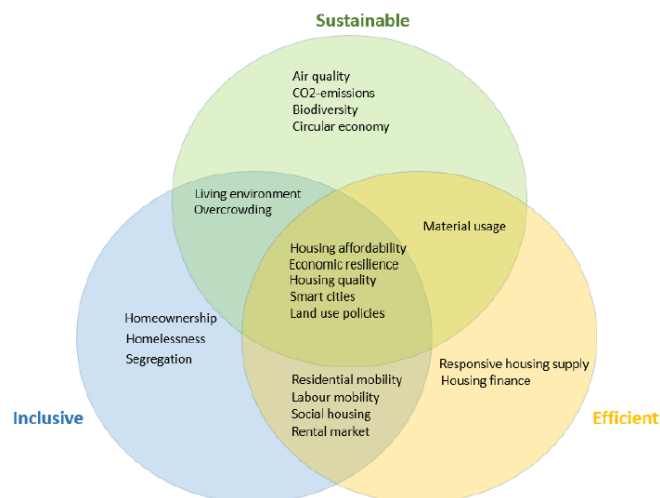 Sustainable
Air quality
CO2-emissions
Biodiversity
Circular economy
Living environment
Overcrowding
Material usage
Housing affordability
Economic resilience
Housing quality
Smart cities
Land use policies
Homeownership
Homelessness
Segregation
Responsive housing supply
Housing finance
Residential mobility
Labour mobility
Social housing
Rental market
Inclusive
Efficient